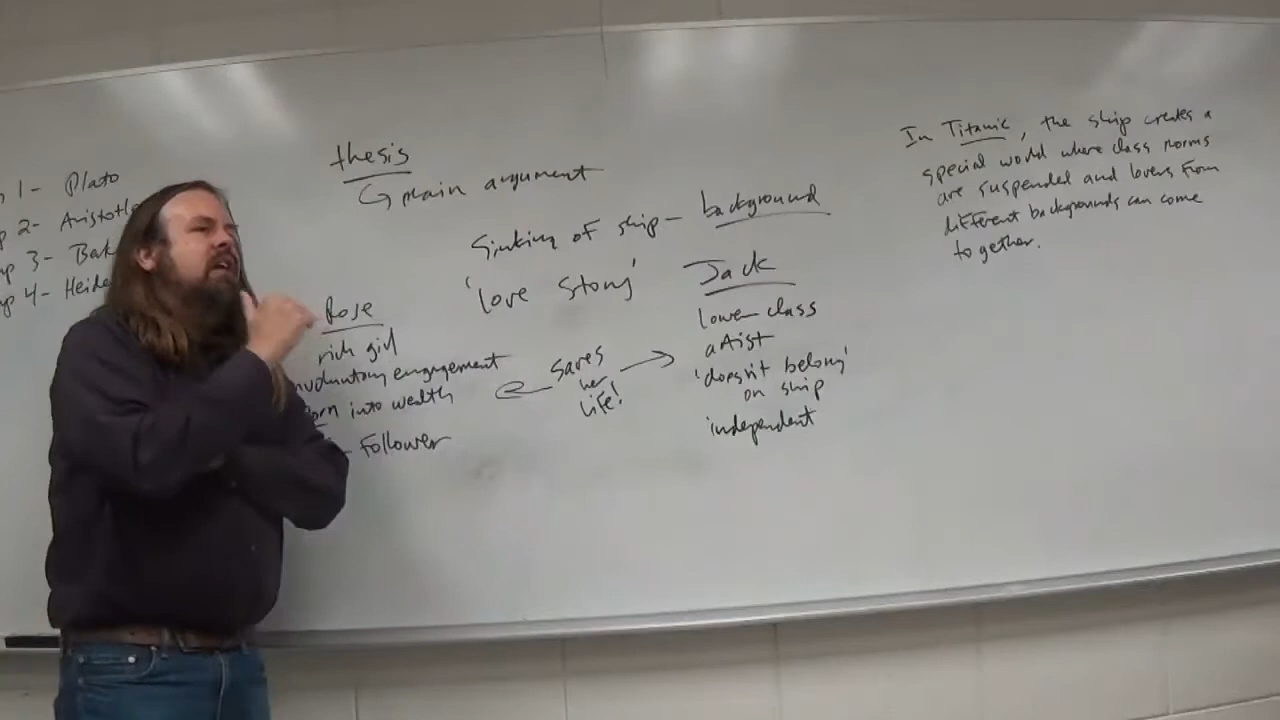 1- Plato
2- Aristotle
3- Bak
4- Heide
thesis
↳ main argument
Sinking of ship - background
'love story'
Rose
rich girl
involuntary engagement
born into wealth
follower
saves
her
life!
Jack
lower class
artist
'doesn't belong'
on ship
independent
In Titanic, the ship creates a
special world where class norms
are suspended and lovers from
different backgrounds can come
together.